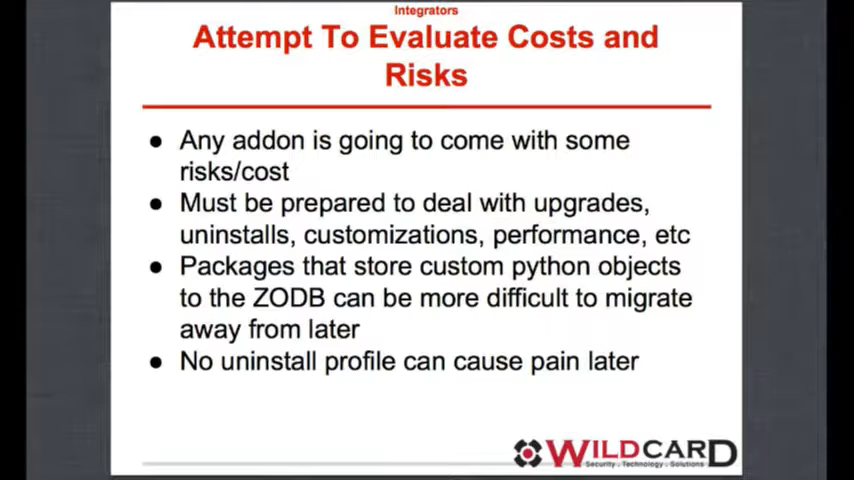 Integrators
Attempt To Evaluate Costs and
Risks
● Any addon is going to come with some
risks/cost
● Must be prepared to deal with upgrades,
uninstalls, customizations, performance, etc
● Packages that store custom python objects
to the ZODB can be more difficult to migrate
away from later
● No uninstall profile can cause pain later
WILDCARD
Security . Technology . Solutions